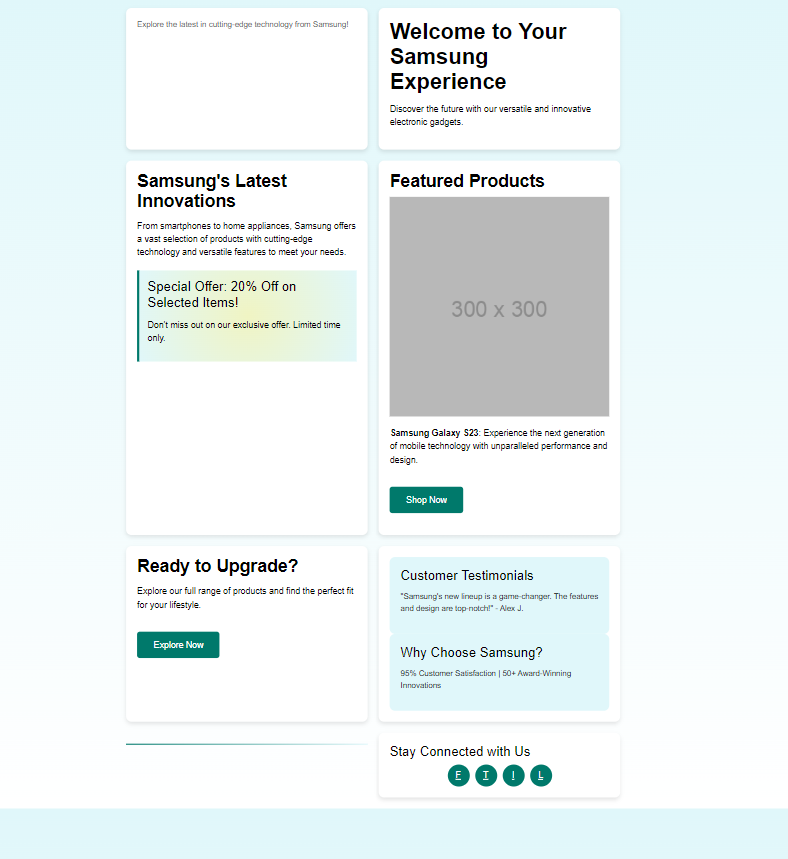 Explore the latest in cutting-edge technology from Samsung!
Welcome to Your
Samsung
Experience
Discover the future with our versatile and innovative
electronic gadgets.
Samsung's Latest
Innovations
From smartphones to home appliances, Samsung offers
a vast selection of products with cutting-edge
technology and versatile features to meet your needs.
Special Offer: 20% Off on
Selected Items!
Don't miss out on our exclusive offer. Limited time
only.
Featured Products
300 x 300
Samsung Galaxy S23: Experience the next generation
of mobile technology with unparalleled performance and
design.
Shop Now
Ready to Upgrade?
Explore our full range of products and find the perfect fit
for your lifestyle.
Explore Now
Customer Testimonials
"Samsung's new lineup is a game-changer. The features
and design are top-notch!" - Alex J.
Why Choose Samsung?
95% Customer Satisfaction | 50+ Award-Winning
Innovations
Stay Connected with Us
E T I L